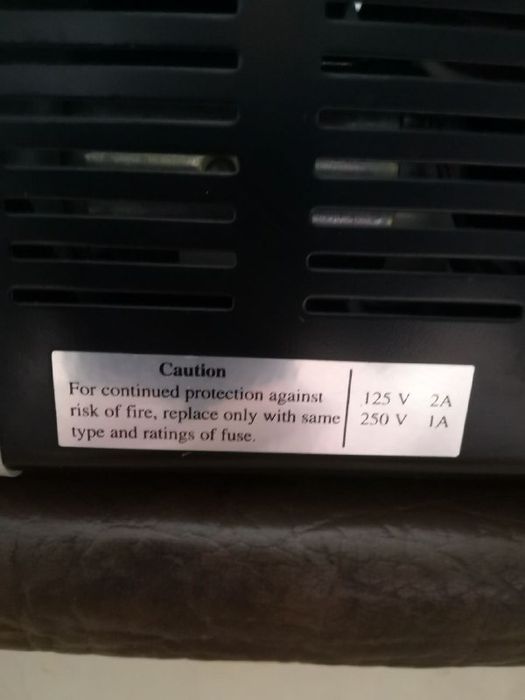 Caution
For continued protection against
risk of fire, replace only with same
type and ratings of fuse.
125 V 2A
250 V 1A